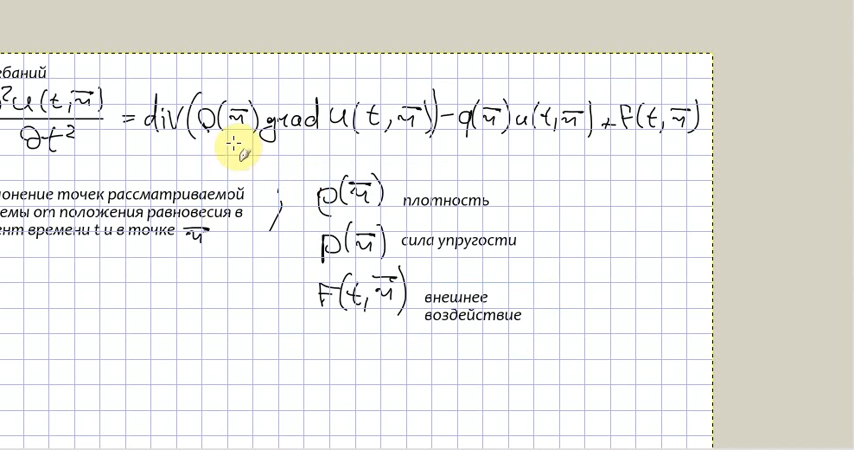 ебаний
²u(t, r̄)
∂t² = div(p(r̄)grad u(t, r̄)) - q(r̄)u(t, r̄) + F(t, r̄)
онение точек рассматриваемой
емы от положения равновесия в
ент времени t и в точке r̄
; ρ(r̄) плотность
p(r̄) сила упругости
F(t, r̄) внешнее
воздействие